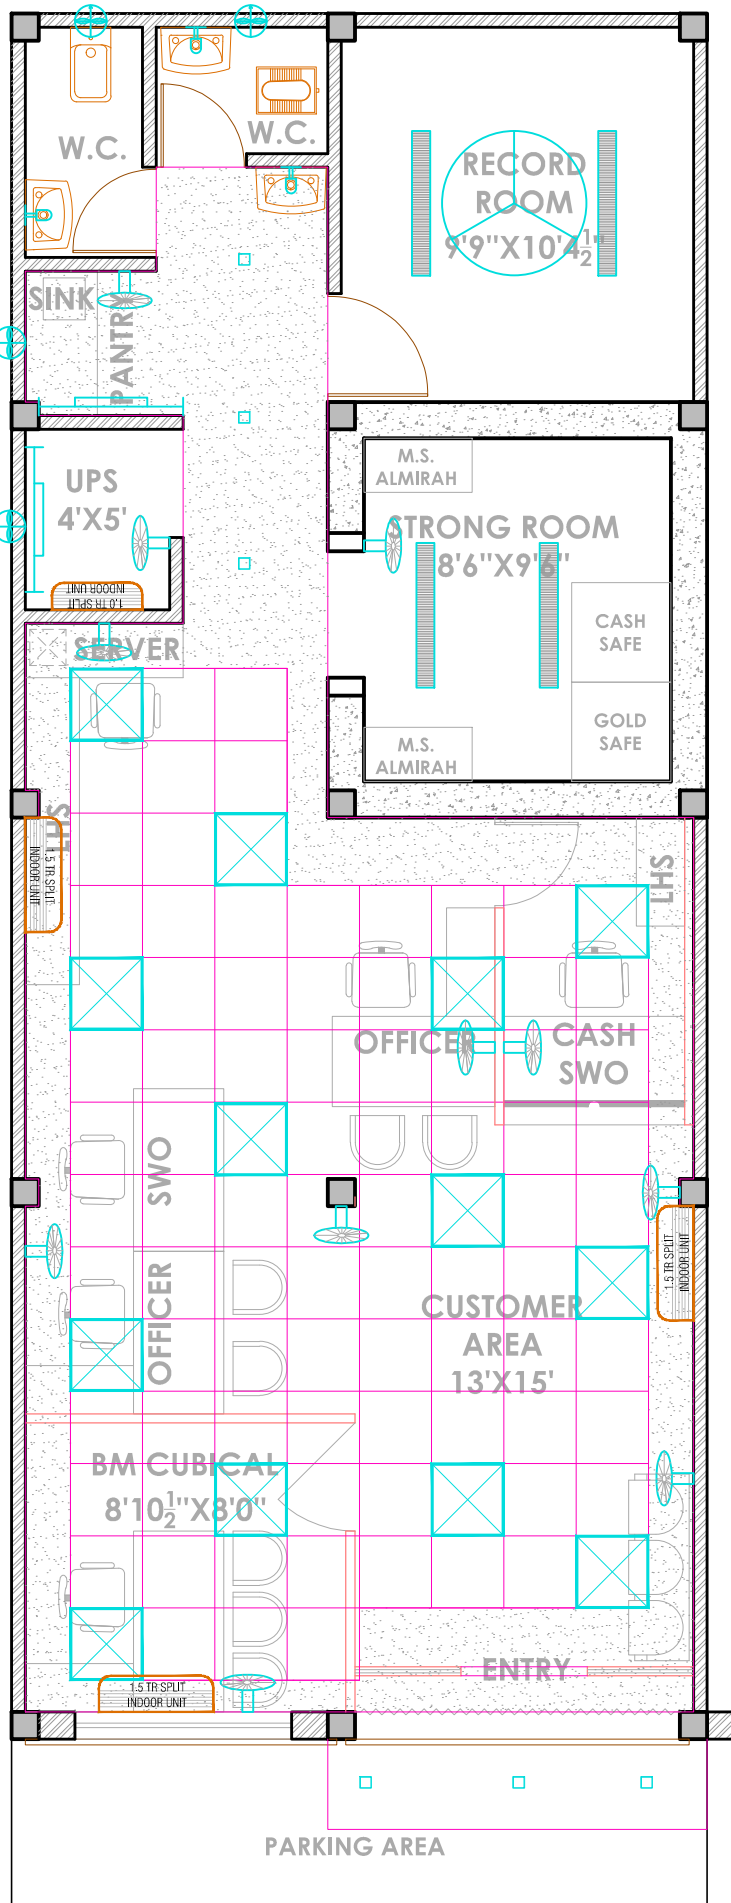 W.C.
W.C.
RECORD
ROOM
9'9"X10'4½"
SINK
PANTRY
UPS
4'X5'
M.S.
ALMIRAH
STRONG ROOM
8'6"X9'6"
1.0 TR SPLIT
INDOOR UNIT
SERVER
CASH
SAFE
GOLD
SAFE
M.S.
ALMIRAH
LHS
1.5 TR SPLIT
INDOOR UNIT
LHS
OFFICER
CASH
SWO
SWO
OFFICER
1.5 TR SPLIT
INDOOR UNIT
CUSTOMER
AREA
13'X15'
BM CUBICAL
8'10½"X8'0"
ENTRY
1.5 TR SPLIT
INDOOR UNIT
PARKING AREA